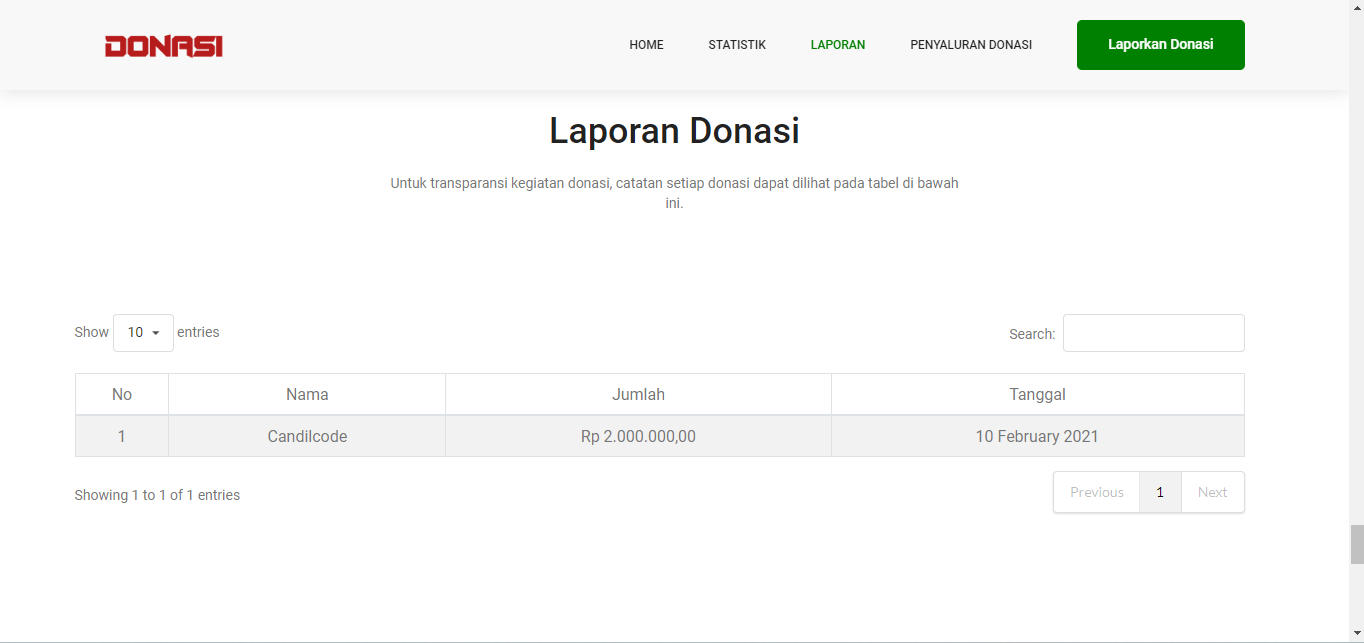 DONASI HOME STATISTIK LAPORAN PENYALURAN DONASI Laporkan Donasi
Laporan Donasi
Untuk transparansi kegiatan donasi, catatan setiap donasi dapat dilihat pada tabel di bawah
ini.
Show 10 entries Search:
No Nama Jumlah Tanggal
1 Candilcode Rp 2.000.000,00 10 February 2021
Showing 1 to 1 of 1 entries Previous 1 Next